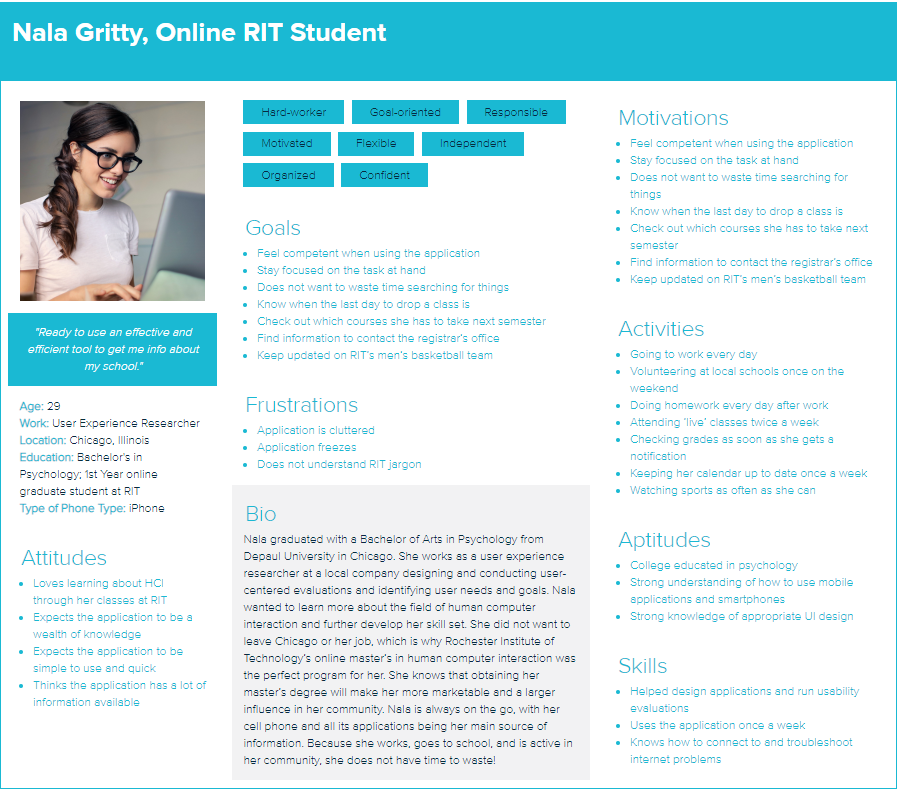 Nala Gritty, Online RIT Student
"Ready to use an effective and
efficient tool to get me info about
my school."
Age: 29
Work: User Experience Researcher
Location: Chicago, Illinois
Education: Bachelor's in
Psychology; 1st Year online
graduate student at RIT
Type of Phone Type: iPhone
Attitudes
Loves learning about HCI
through her classes at RIT
Expects the application to be a
wealth of knowledge
Expects the application to be
simple to use and quick
Thinks the application has a lot of
information available
Hard-worker
Goal-oriented
Responsible
Motivated
Flexible
Independent
Organized
Confident
Goals
Feel competent when using the application
Stay focused on the task at hand
Does not want to waste time searching for things
Know when the last day to drop a class is
Check out which courses she has to take next semester
Find information to contact the registrar's office
Keep updated on RIT's men's basketball team
Frustrations
Application is cluttered
Application freezes
Does not understand RIT jargon
Bio
Nala graduated with a Bachelor of Arts in Psychology from
Depaul University in Chicago. She works as a user experience
researcher at a local company designing and conducting user-
centered evaluations and identifying user needs and goals. Nala
wanted to learn more about the field of human computer
interaction and further develop her skill set. She did not want to
leave Chicago or her job, which is why Rochester Institute of
Technology's online master's in human computer interaction was
the perfect program for her. She knows that obtaining her
master's degree will make her more marketable and a larger
influence in her community. Nala is always on the go, with her
cell phone and all its applications being her main source of
information. Because she works, goes to school, and is active in
her community, she does not have time to waste!
Motivations
Feel competent when using the application
Stay focused on the task at hand
Does not want to waste time searching for
things
Know when the last day to drop a class is
Check out which courses she has to take next
semester
Find information to contact the registrar's office
Keep updated on RIT's men's basketball team
Activities
Going to work every day
Volunteering at local schools once on the
weekend
Doing homework every day after work
Attending 'live' classes twice a week
Checking grades as soon as she gets a
notification
Keeping her calendar up to date once a week
Watching sports as often as she can
Aptitudes
College educated in psychology
Strong understanding of how to use mobile
applications and smartphones
Strong knowledge of appropriate UI design
Skills
Helped design applications and run usability
evaluations
Uses the application once a week
Knows how to connect to and troubleshoot
internet problems